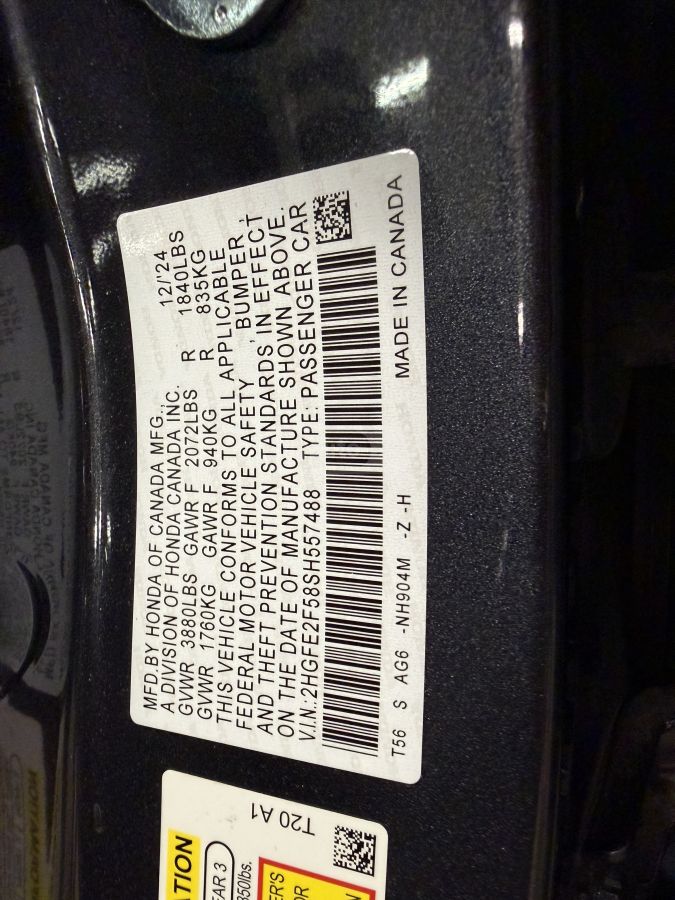 MFD.BY HONDA OF CANADA MFG.,
A DIVISION OF HONDA CANADA INC. 12/'24
GVWR 3880LBS GAWR F 2072LBS R 1840LBS
GVWR 1760KG GAWR F 940KG R 835KG
THIS VEHICLE CONFORMS TO ALL APPLICABLE
FEDERAL MOTOR VEHICLE SAFETY, BUMPER,
AND THEFT PREVENTION STANDARDS IN EFFECT
ON THE DATE OF MANUFACTURE SHOWN ABOVE.
V.I.N.:2HGFE2F58SH557488 TYPE: PASSENGER CAR
T56 S AG6 -NH904M -Z -H MADE IN CANADA
T20 A1